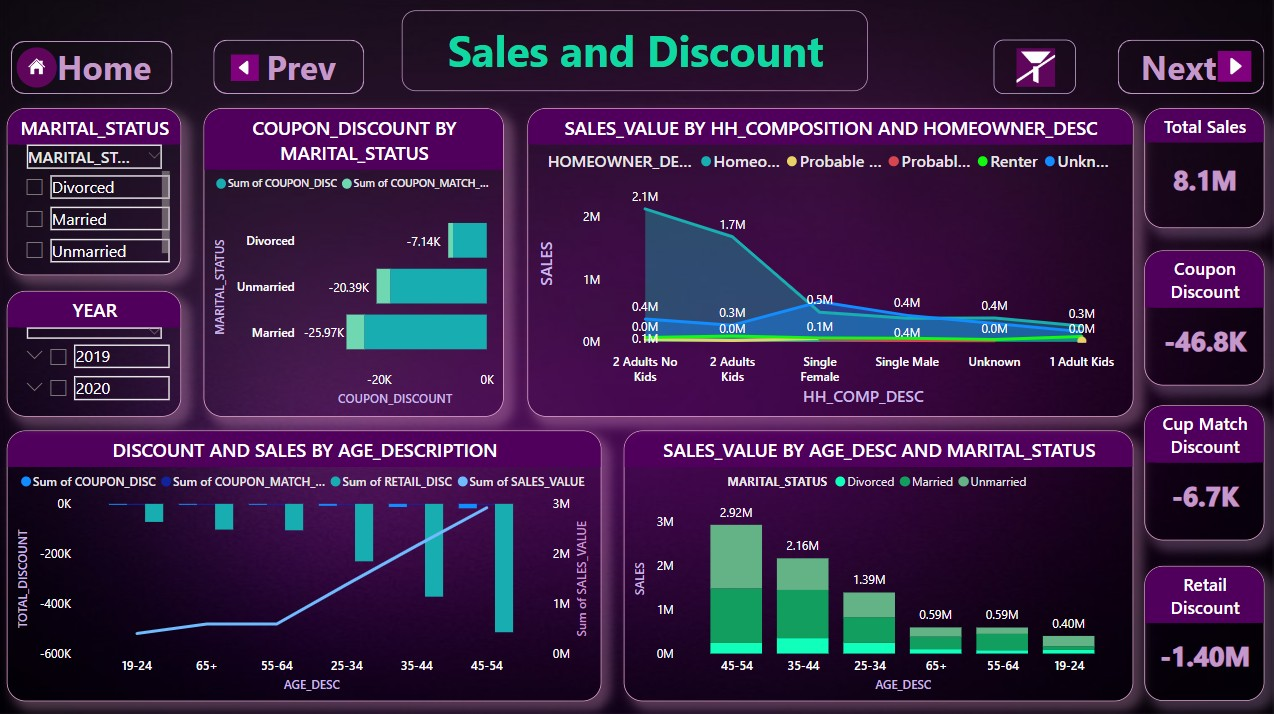 Home
Prev
Sales and Discount
Next
MARITAL_STATUS
MARITAL_ST...
Divorced
Married
Unmarried
YEAR
2019
2020
COUPON_DISCOUNT BY
MARITAL_STATUS
Sum of COUPON_DISC Sum of COUPON_MATCH_...
MARITAL_STATUS
Divorced
-7.14K
Unmarried
-20.39K
Married
-25.97K
-20K 0K
COUPON_DISCOUNT
SALES_VALUE BY HH_COMPOSITION AND HOMEOWNER_DESC
HOMEOWNER_DE... Homeo... Probable ... Probabl... Renter Unkn...
SALES
2M
1M
0M
2.1M
1.7M
0.5M
0.4M
0.4M
0.3M
0.4M
0.3M
0.0M
0.0M
0.1M
0.4M
0.0M
0.0M
0.1M
2 Adults No
Kids
2 Adults
Kids
Single
Female
Single Male
Unknown
1 Adult Kids
HH_COMP_DESC
Total Sales
8.1M
Coupon
Discount
-46.8K
Cup Match
Discount
-6.7K
Retail
Discount
-1.40M
DISCOUNT AND SALES BY AGE_DESCRIPTION
Sum of COUPON_DISC Sum of COUPON_MATCH_... Sum of RETAIL_DISC Sum of SALES_VALUE
TOTAL_DISCOUNT
0K
-200K
-400K
-600K
3M
2M
1M
0M
Sum of SALES_VALUE
19-24 65+ 55-64 25-34 35-44 45-54
AGE_DESC
SALES_VALUE BY AGE_DESC AND MARITAL_STATUS
MARITAL_STATUS Divorced Married Unmarried
SALES
3M
2M
1M
0M
2.92M
2.16M
1.39M
0.59M
0.59M
0.40M
45-54 35-44 25-34 65+ 55-64 19-24
AGE_DESC